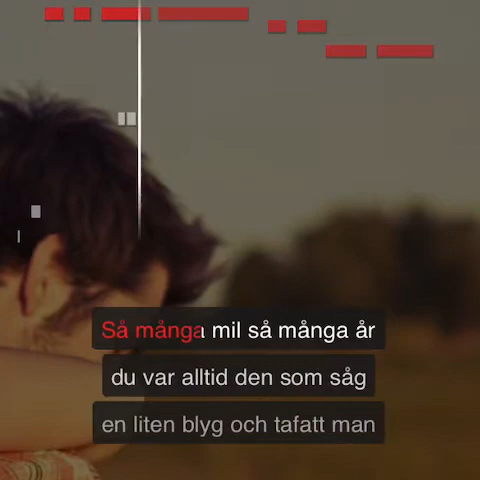 Så många mil så många år
du var alltid den som såg
en liten blyg och tafatt man